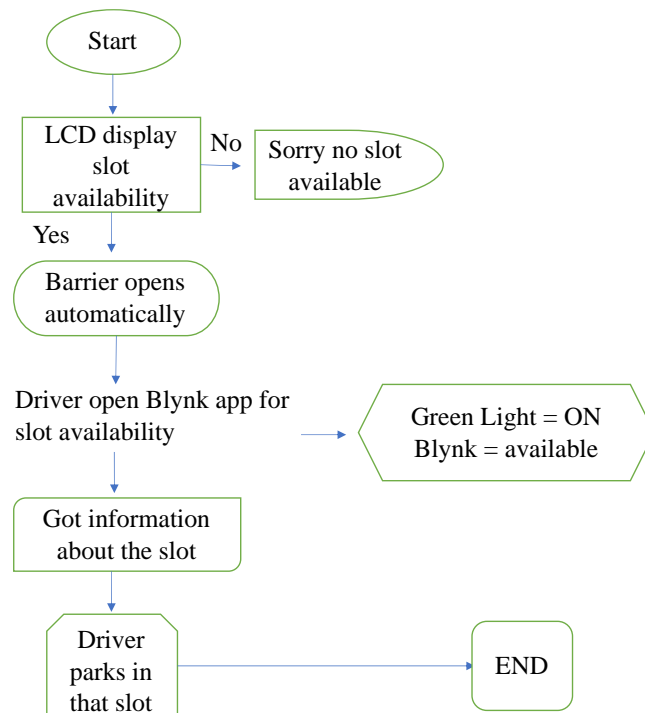 Start
LCD display
slot
availability
No
Sorry no slot
available
Yes
Barrier opens
automatically
Driver open Blynk app for
slot availability
Green Light = ON
Blynk = available
Got information
about the slot
Driver
parks in
that slot
END